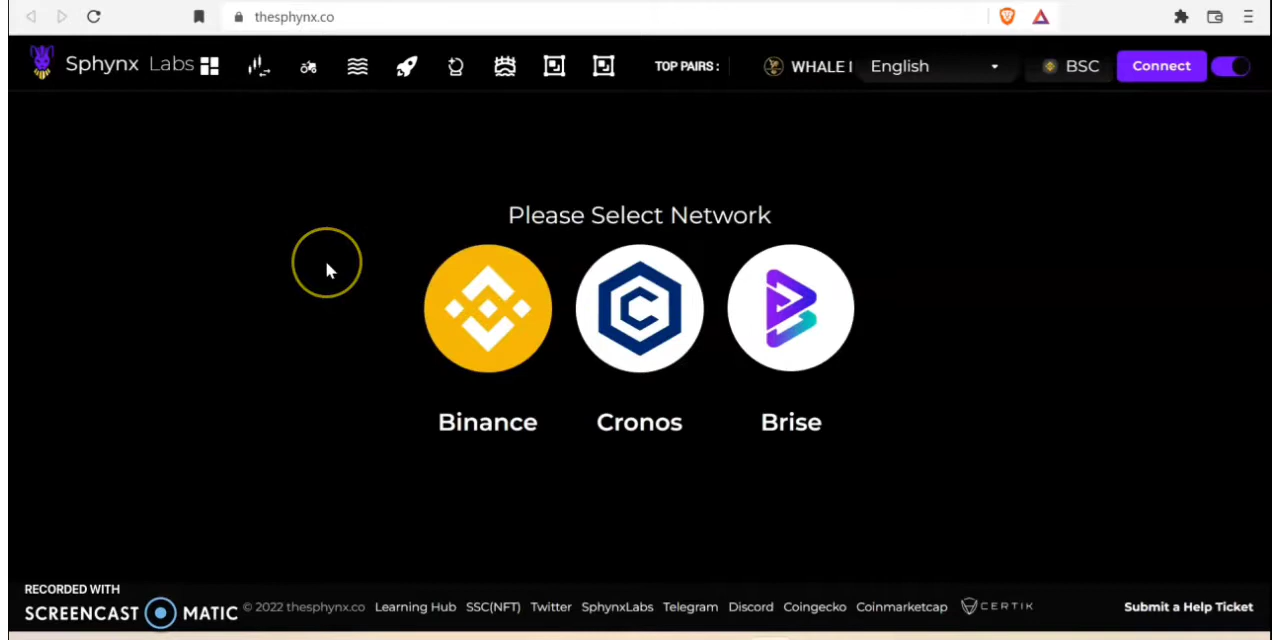 thesphynx.co
Sphynx Labs TOP PAIRS : WHALE English BSC Connect
Please Select Network
Binance Cronos Brise
RECORDED WITH
SCREENCAST MATIC © 2022 thesphynx.co Learning Hub SSC(NFT) Twitter SphynxLabs Telegram Discord Coingecko Coinmarketcap CERTIK Submit a Help Ticket